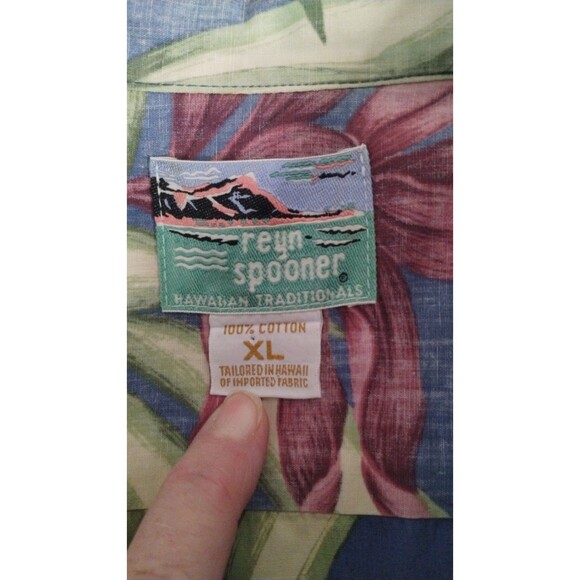 reyn
spooner®
HAWAIIAN TRADITIONALS
100% COTTON
XL
TAILORED IN HAWAII
OF IMPORTED FABRIC